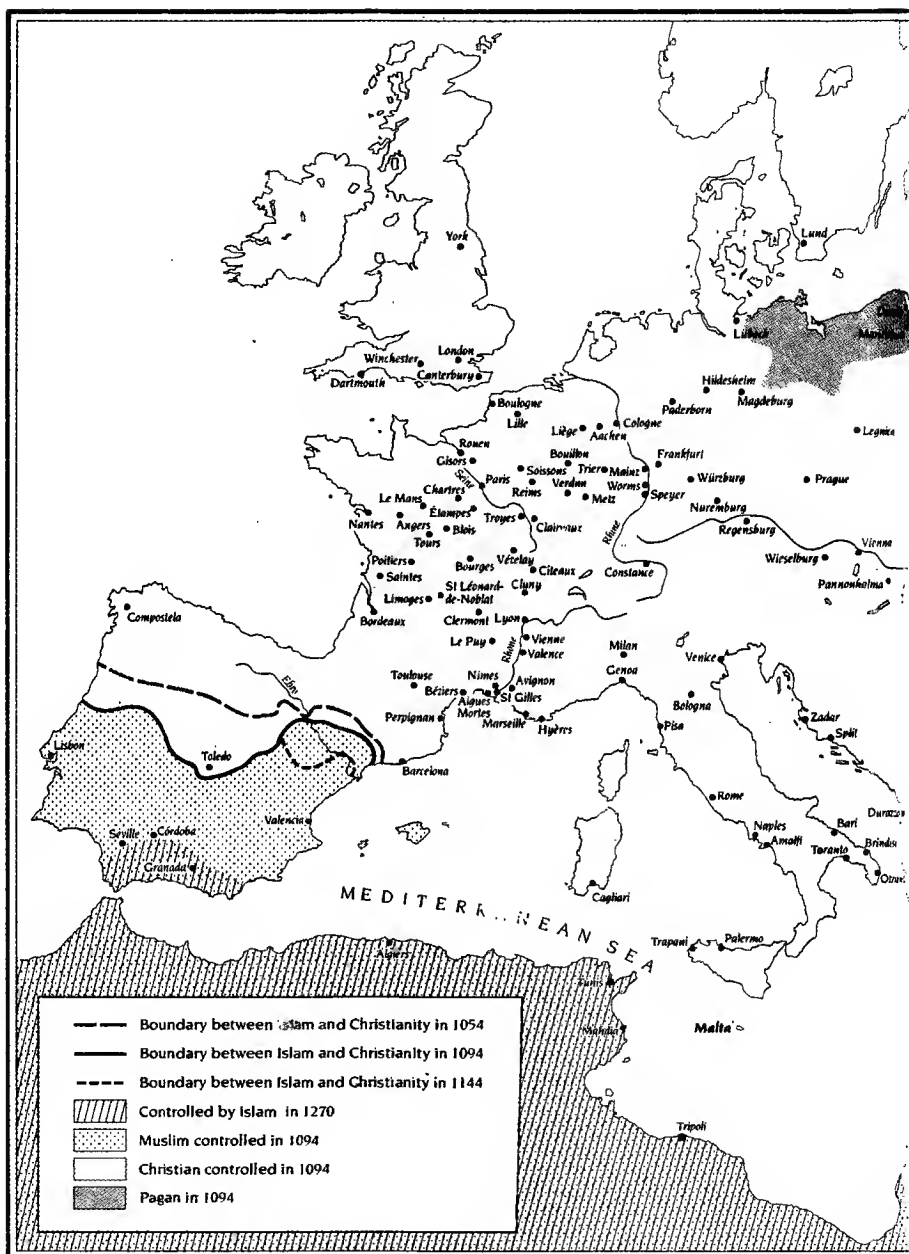 York
Lund
Lübeck
London
Winchester
Canterbury
Dartmouth
Hildesheim
Magdeburg
Paderborn
Boulogne
Lille
Cologne
Liège
Aachen
Legnica
Rouen
Gisors
Bouillon
Frankfurt
Soissons
Trier
Mainz
Seine
Paris
Reims
Verdun
Worms
Würzburg
Prague
Chartres
Metz
Speyer
Le Mans
Étampes
Troyes
Nuremburg
Nantes
Angers
Blois
Clairvaux
Regensburg
Tours
Rhine
Vienna
Poitiers
Bourges
Vézelay
Cîteaux
Constance
Wieselburg
Saintes
Cluny
Pannonhalma
St Léonard-
de-Noblat
Limoges
Compostela
Bordeaux
Clermont
Lyon
Le Puy
Vienne
Rhône
Valence
Milan
Venice
Genoa
Ebro
Toulouse
Nimes
Avignon
Béziers
St Gilles
Aigues
Mortes
Bologna
Perpignan
Marseille
Hyères
Pisa
Zadar
Split
Lisbon
Toledo
Barcelona
Rome
Valencia
Durazzo
Séville
Córdoba
Naples
Bari
Amalfi
Brindisi
Granada
Taranto
Cagliari
MEDITERR NEAN SEA
Trapani
Palermo
Algiers
Tunis
Mahdia
Malta
Tripoli
Boundary between Islam and Christianity in 1054
Boundary between Islam and Christianity in 1094
Boundary between Islam and Christianity in 1144
Controlled by Islam in 1270
Muslim controlled in 1094
Christian controlled in 1094
Pagan in 1094